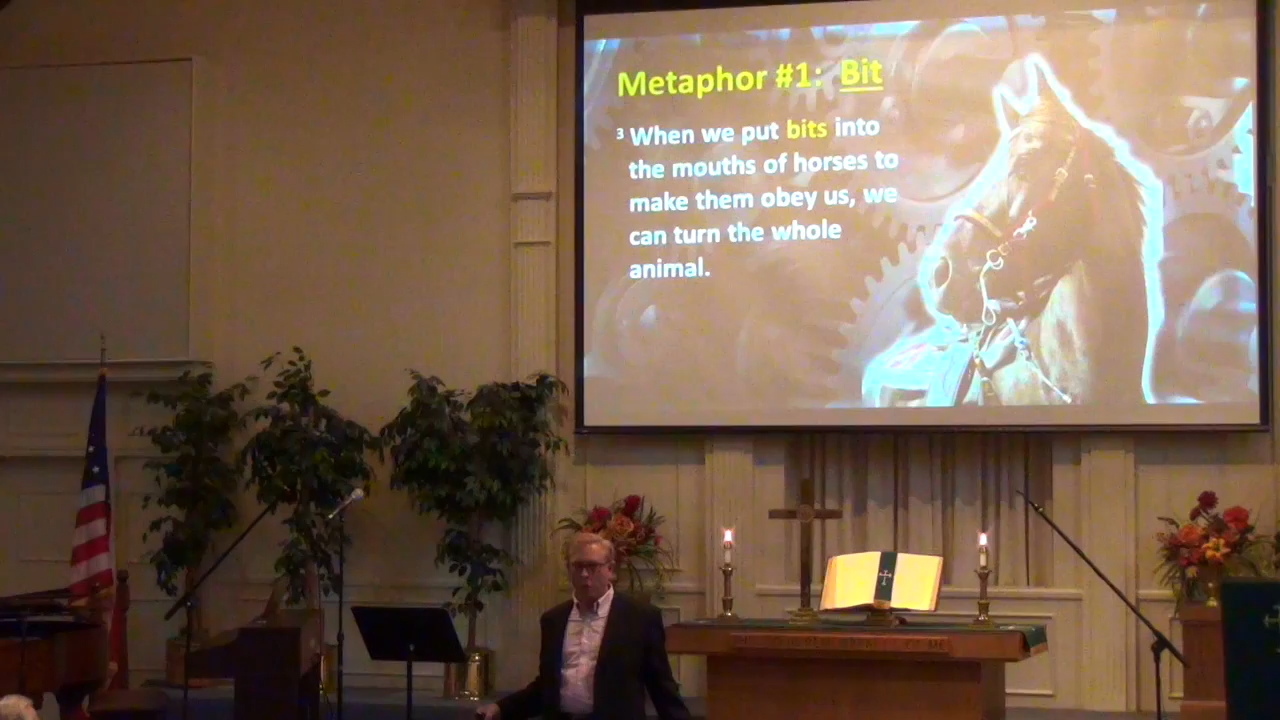 Metaphor #1: Bit
3 When we put bits into
the mouths of horses to
make them obey us, we
can turn the whole
animal.